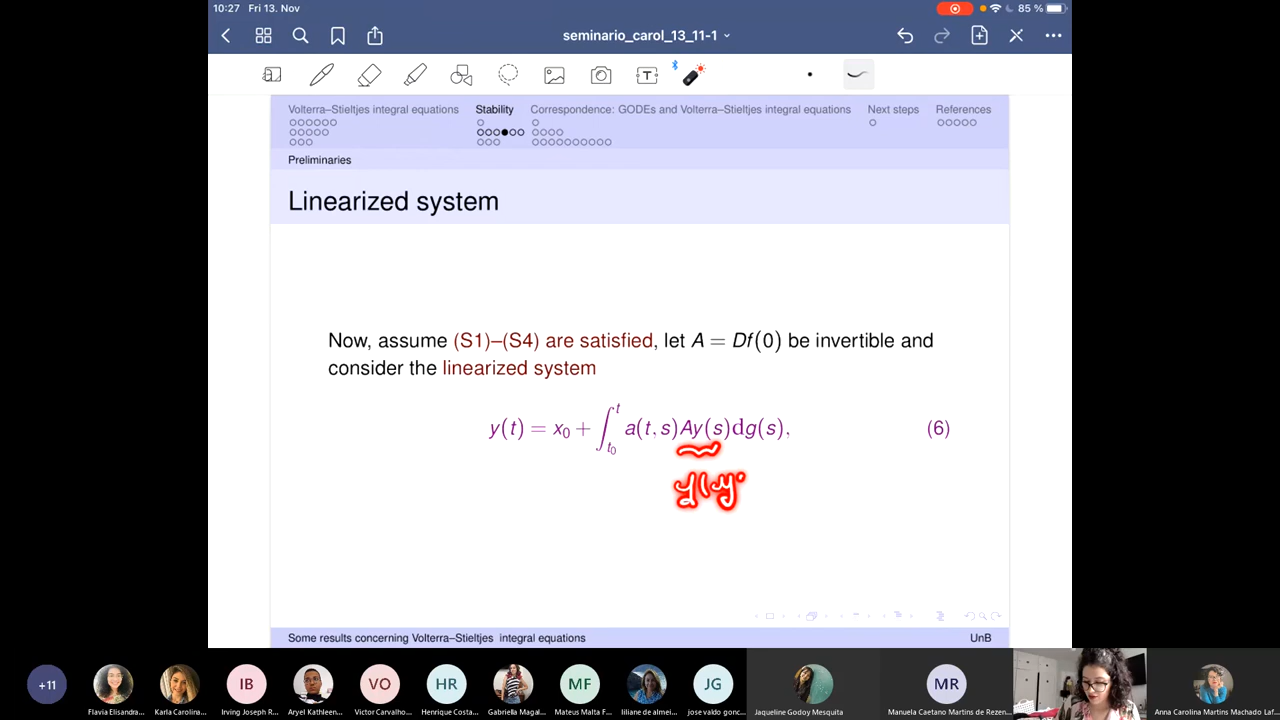 10:27 Fri 13. Nov
85 %
seminario_carol_13_11-1
Volterra–Stieltjes integral equations Stability Correspondence: GODEs and Volterra–Stieltjes integral equations Next steps References
Preliminaries
Linearized system
Now, assume (S1)–(S4) are satisfied, let A = Df(0) be invertible and
consider the linearized system
y(t) = x₀ + ∫ₜ₀ᵗ a(t, s)Ay(s)dg(s), (6)
Some results concerning Volterra–Stieltjes integral equations UnB
+11 IB VO HR MF JG MR
Flavia Elisandra... Karla Carolina... Irving Joseph R... Aryel Kathleen... Victor Carvalho... Henrique Costa... Gabriella Magal... Mateus Malta F... liliane de almei... jose valdo gonc... Jaqueline Godoy Mesquita Manuela Caetano Martins de Rezen... Anna Carolina Martins Machado Laf...